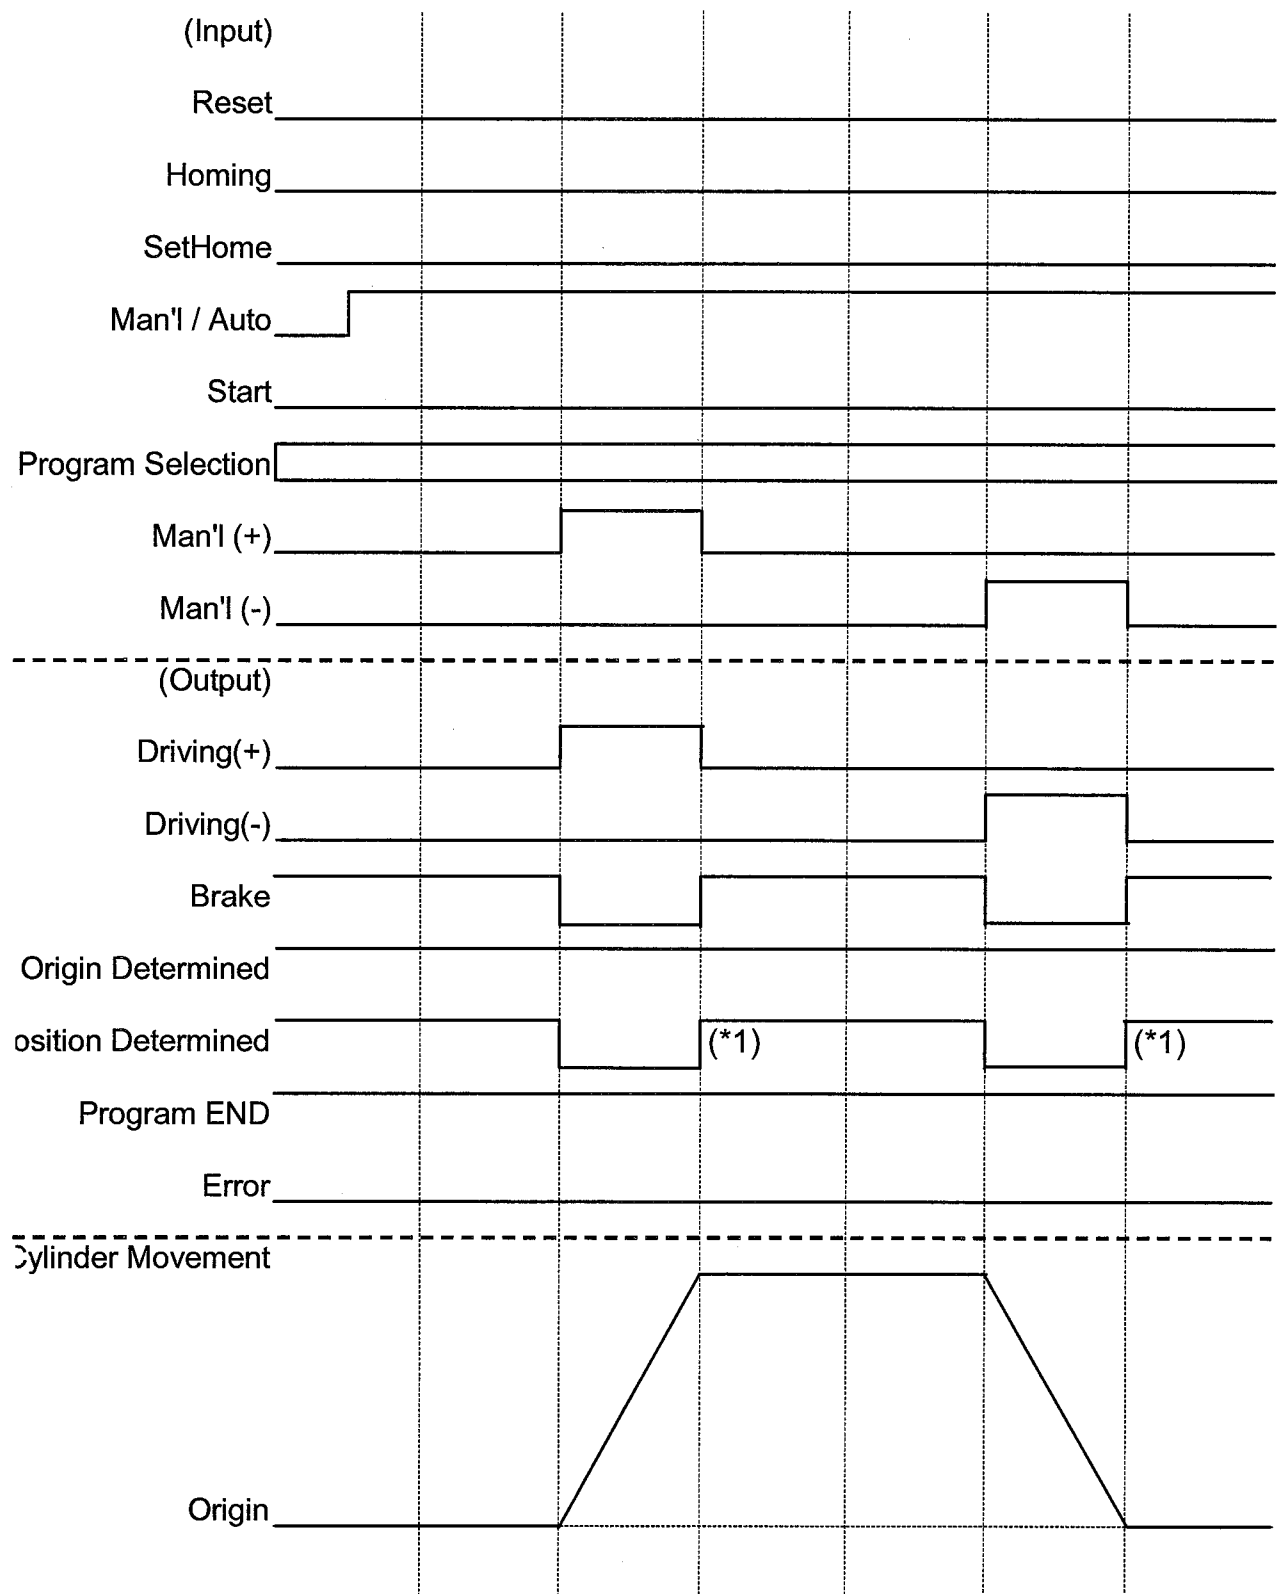 (Input)
Reset
Homing
SetHome
Man'l / Auto
Start
Program Selection
Man'l (+)
Man'l (-)
(Output)
Driving(+)
Driving(-)
Brake
Origin Determined
osition Determined
(*1)
(*1)
Program END
Error
Cylinder Movement
Origin